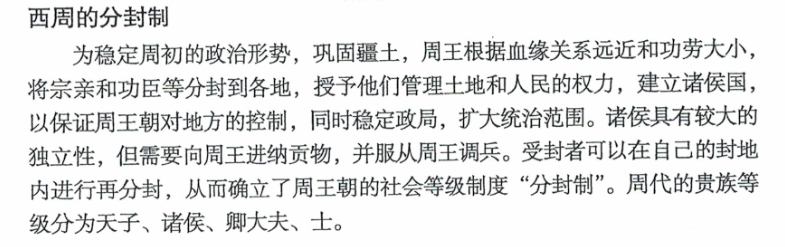 西周的分封制
为稳定周初的政治形势，巩固疆土，周王根据血缘关系远近和功劳大小，
将宗亲和功臣等分封到各地，授予他们管理土地和人民的权力，建立诸侯国，
以保证周王朝对地方的控制，同时稳定政局，扩大统治范围。诸侯具有较大的
独立性，但需要向周王进纳贡物，并服从周王调兵。受封者可以在自己的封地
内进行再分封，从而确立了周王朝的社会等级制度“分封制”。周代的贵族等
级分为天子、诸侯、卿大夫、士。